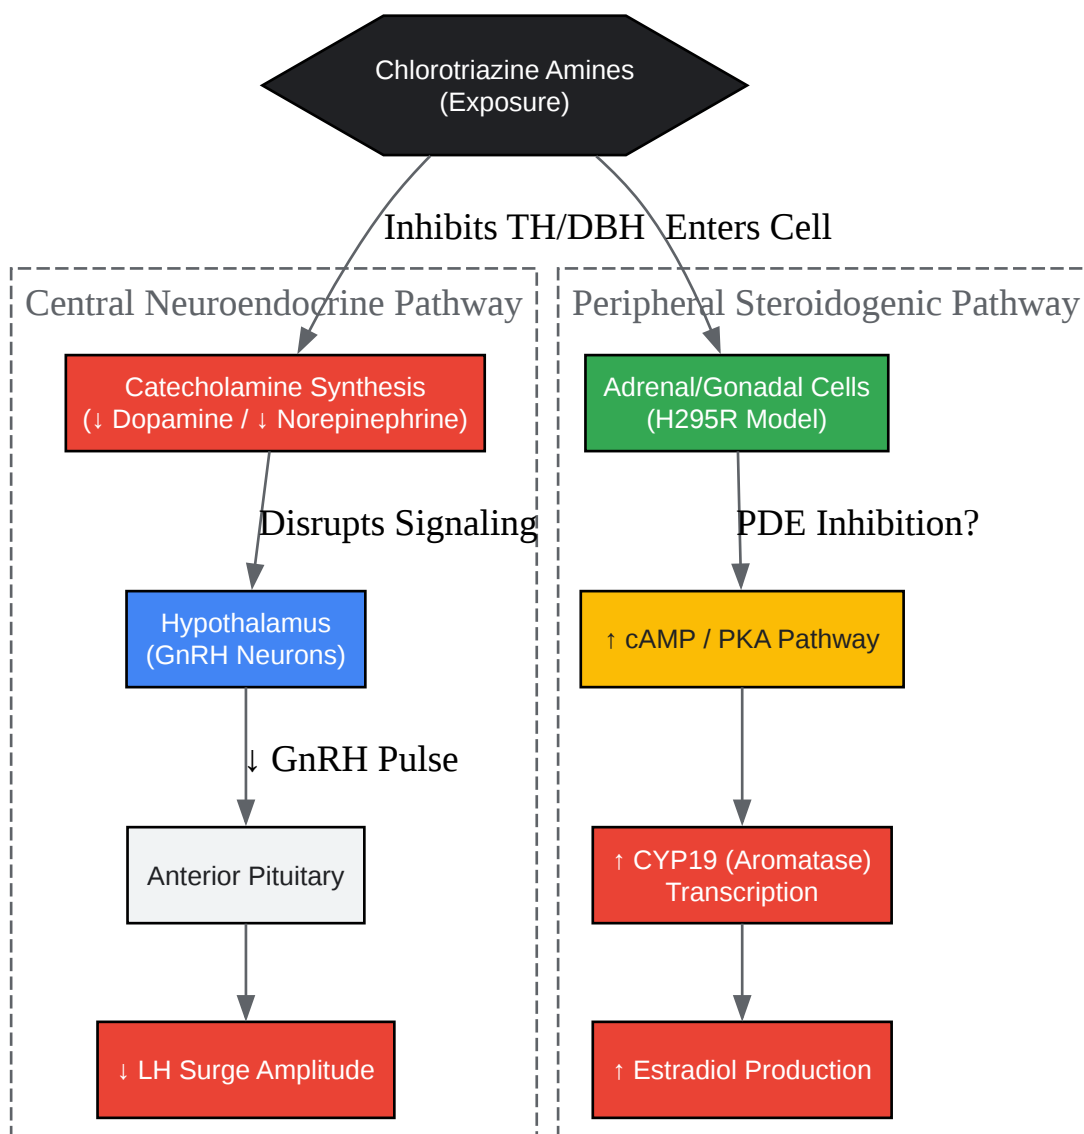 Chlorotriazine Amines
(Exposure)
Inhibits TH/DBH
Enters Cell
Central Neuroendocrine Pathway
Peripheral Steroidogenic Pathway
Catecholamine Synthesis
(↓ Dopamine / ↓ Norepinephrine)
Adrenal/Gonadal Cells
(H295R Model)
Disrupts Signaling
PDE Inhibition?
Hypothalamus
(GnRH Neurons)
↑ cAMP / PKA Pathway
↓ GnRH Pulse
Anterior Pituitary
↑ CYP19 (Aromatase)
Transcription
↓ LH Surge Amplitude
↑ Estradiol Production